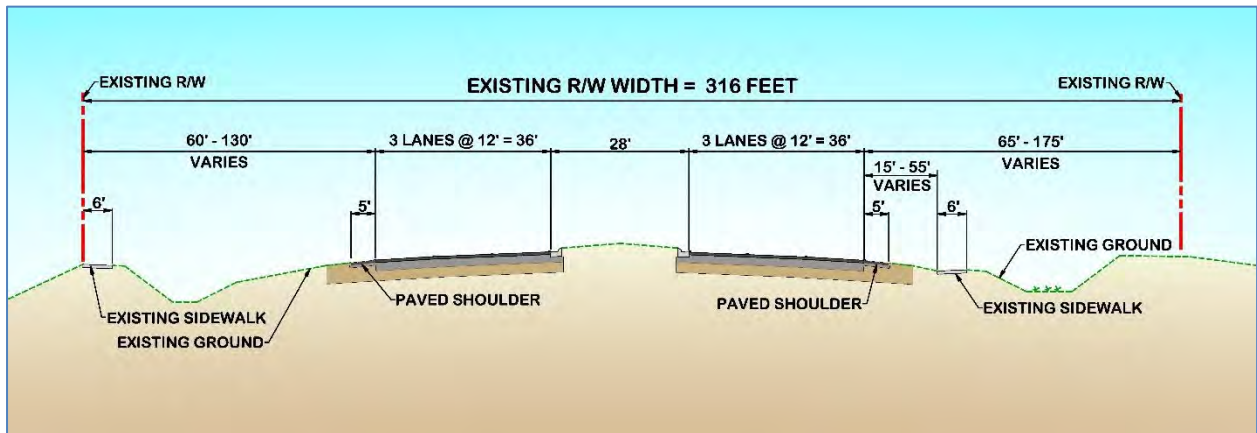 EXISTING R/W
EXISTING R/W WIDTH = 316 FEET
EXISTING R/W
60' - 130'
VARIES
3 LANES @ 12' = 36'
28'
3 LANES @ 12' = 36'
65' - 175'
VARIES
15' - 55'
VARIES
6'
5'
5'
6'
EXISTING GROUND
PAVED SHOULDER
PAVED SHOULDER
EXISTING SIDEWALK
EXISTING SIDEWALK
EXISTING GROUND